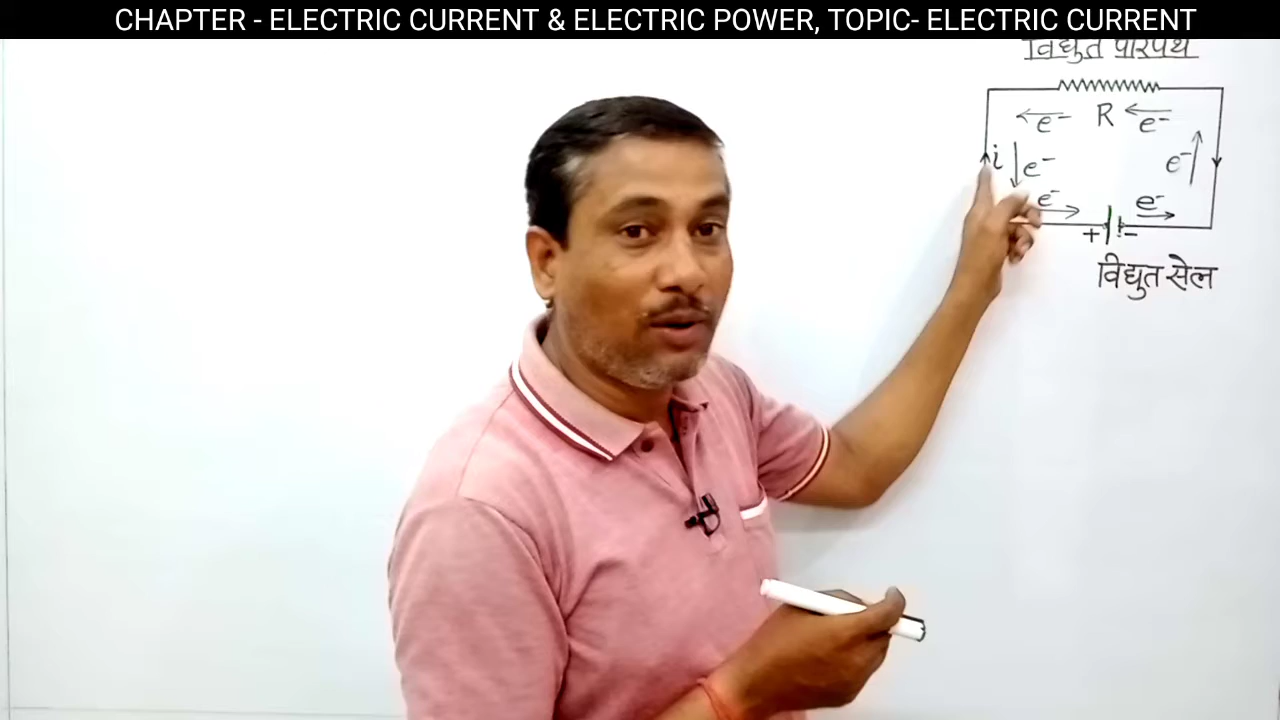 CHAPTER - ELECTRIC CURRENT & ELECTRIC POWER, TOPIC- ELECTRIC CURRENT
विद्युत परिपथ
e⁻ R e⁻
i e⁻ e⁻
e⁻ e⁻
+ -
विद्युत सेल